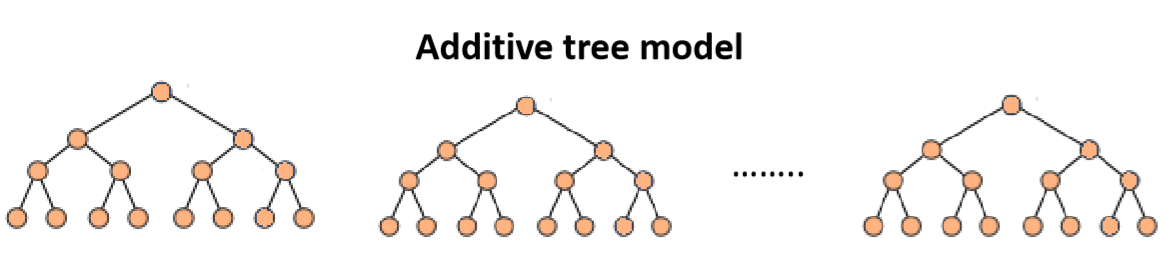 Additive tree model
........